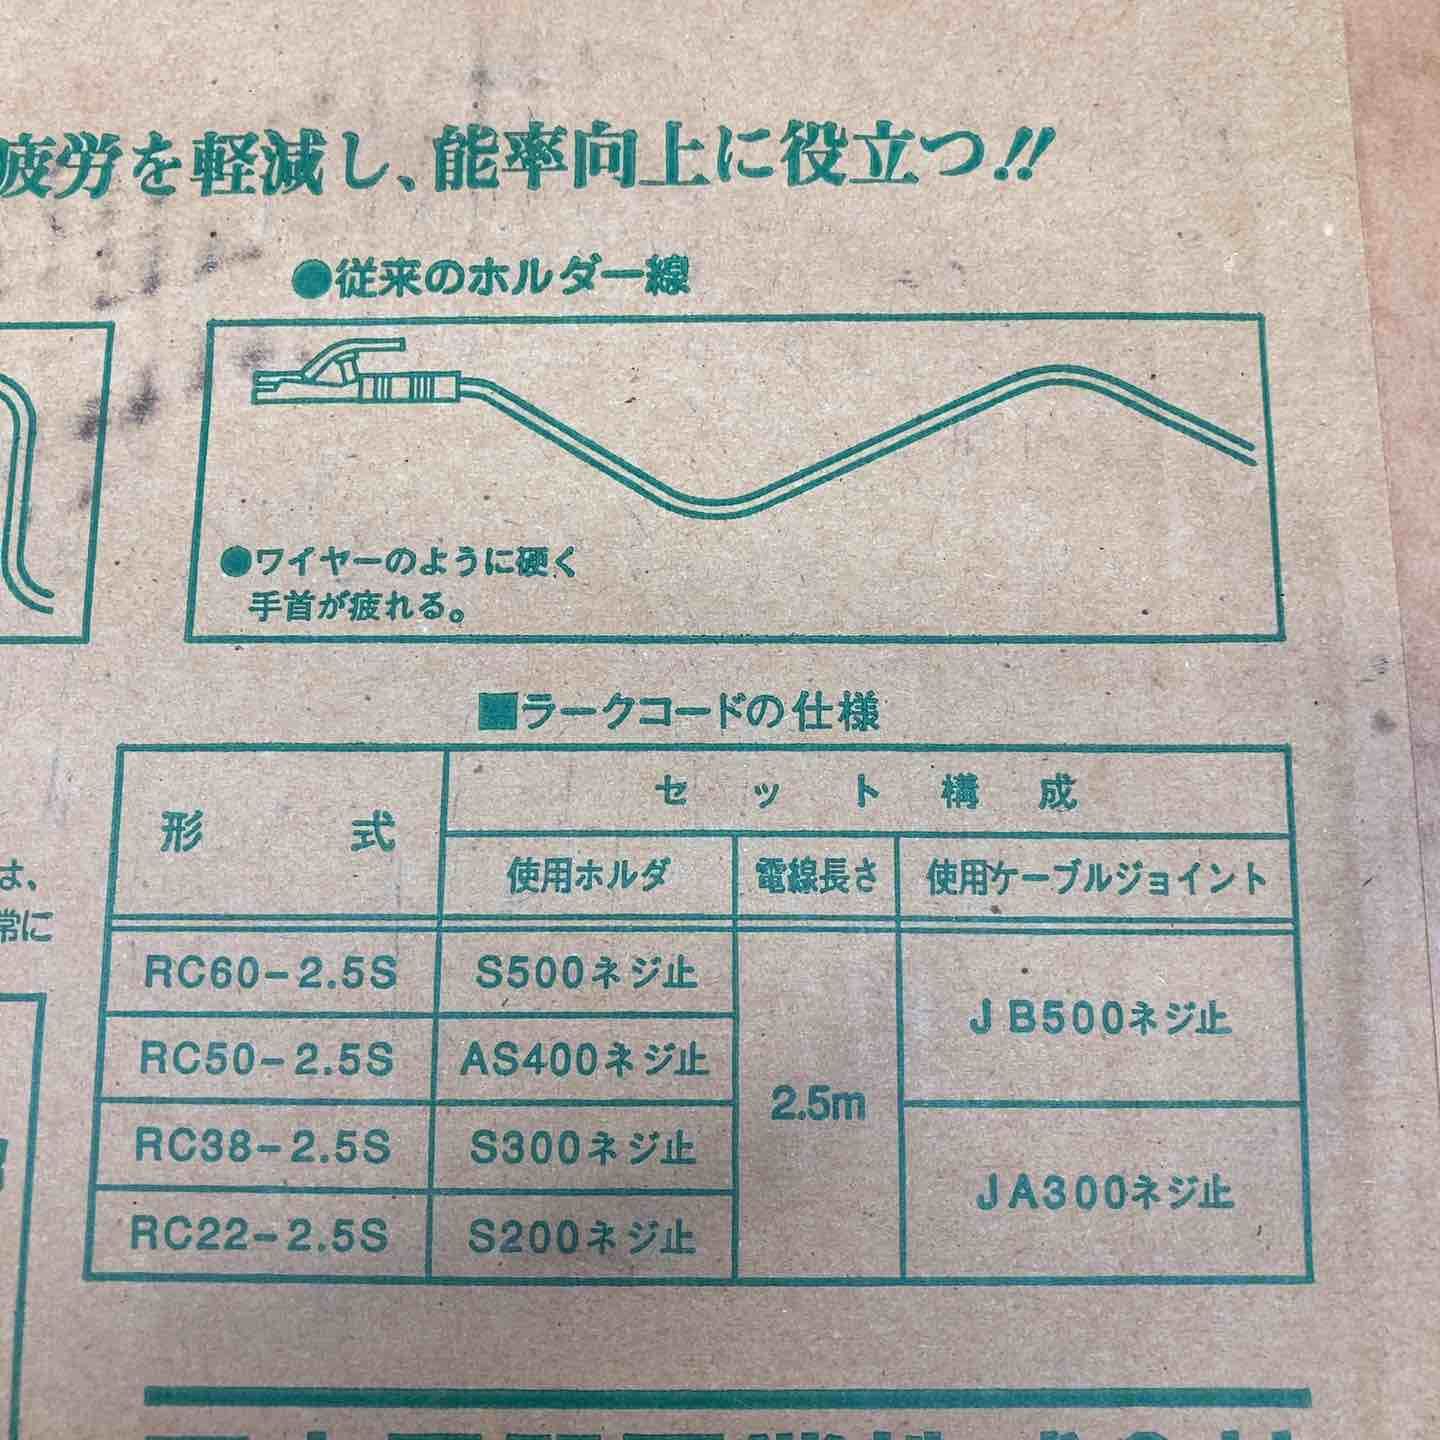 疲労を軽減し、能率向上に役立つ!!
●従来のホルダー線
●ワイヤーのように硬く
手首が疲れる。
■ラークコードの仕様
形式
セット構成
使用ホルダ 電線長さ 使用ケーブルジョイント
RC60-2.5S S500ネジ止
JB500ネジ止
RC50-2.5S AS400ネジ止
2.5m
RC38-2.5S S300ネジ止
JA300ネジ止
RC22-2.5S S200ネジ止
は、
常に